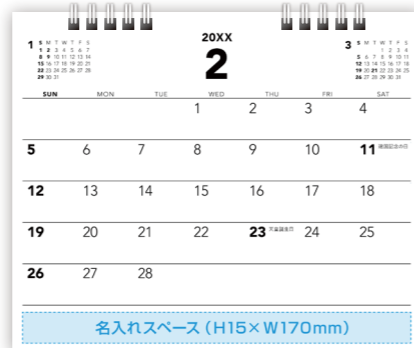 20XX
2
1
S M T W T F S
1 2 3 4 5 6 7
8 9 10 11 12 13 14
15 16 17 18 19 20 21
22 23 24 25 26 27 28
29 30 31
3
S M T W T F S
1 2 3 4
5 6 7 8 9 10 11
12 13 14 15 16 17 18
19 20 21 22 23 24 25
26 27 28 29 30 31
SUN MON TUE WED THU FRI SAT
1 2 3 4
5 6 7 8 9 10 11 建国記念の日
12 13 14 15 16 17 18
19 20 21 22 23 天皇誕生日 24 25
26 27 28
名入れスペース（H15×W170mm）